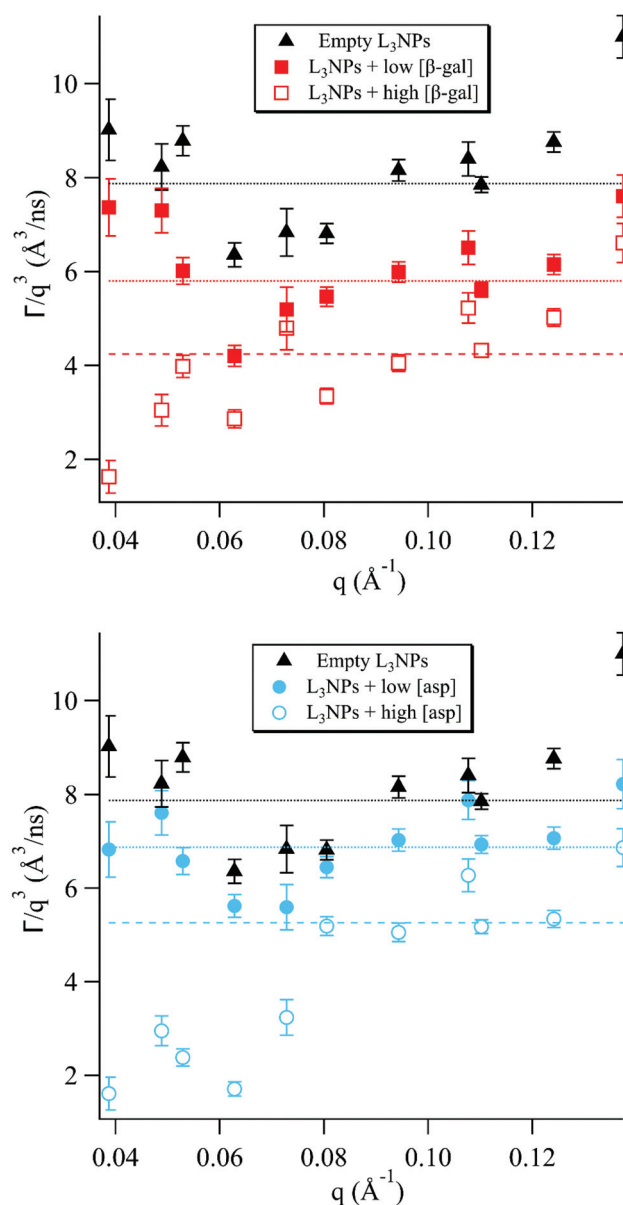 Empty L₃NPs
L₃NPs + low [β-gal]
L₃NPs + high [β-gal]
10
8
6
4
2
Γ/q³ (Å³/ns)
0.04 0.06 0.08 0.10 0.12
q (Å⁻¹)
Empty L₃NPs
L₃NPs + low [asp]
L₃NPs + high [asp]
10
8
6
4
2
Γ/q³ (Å³/ns)
0.04 0.06 0.08 0.10 0.12
q (Å⁻¹)